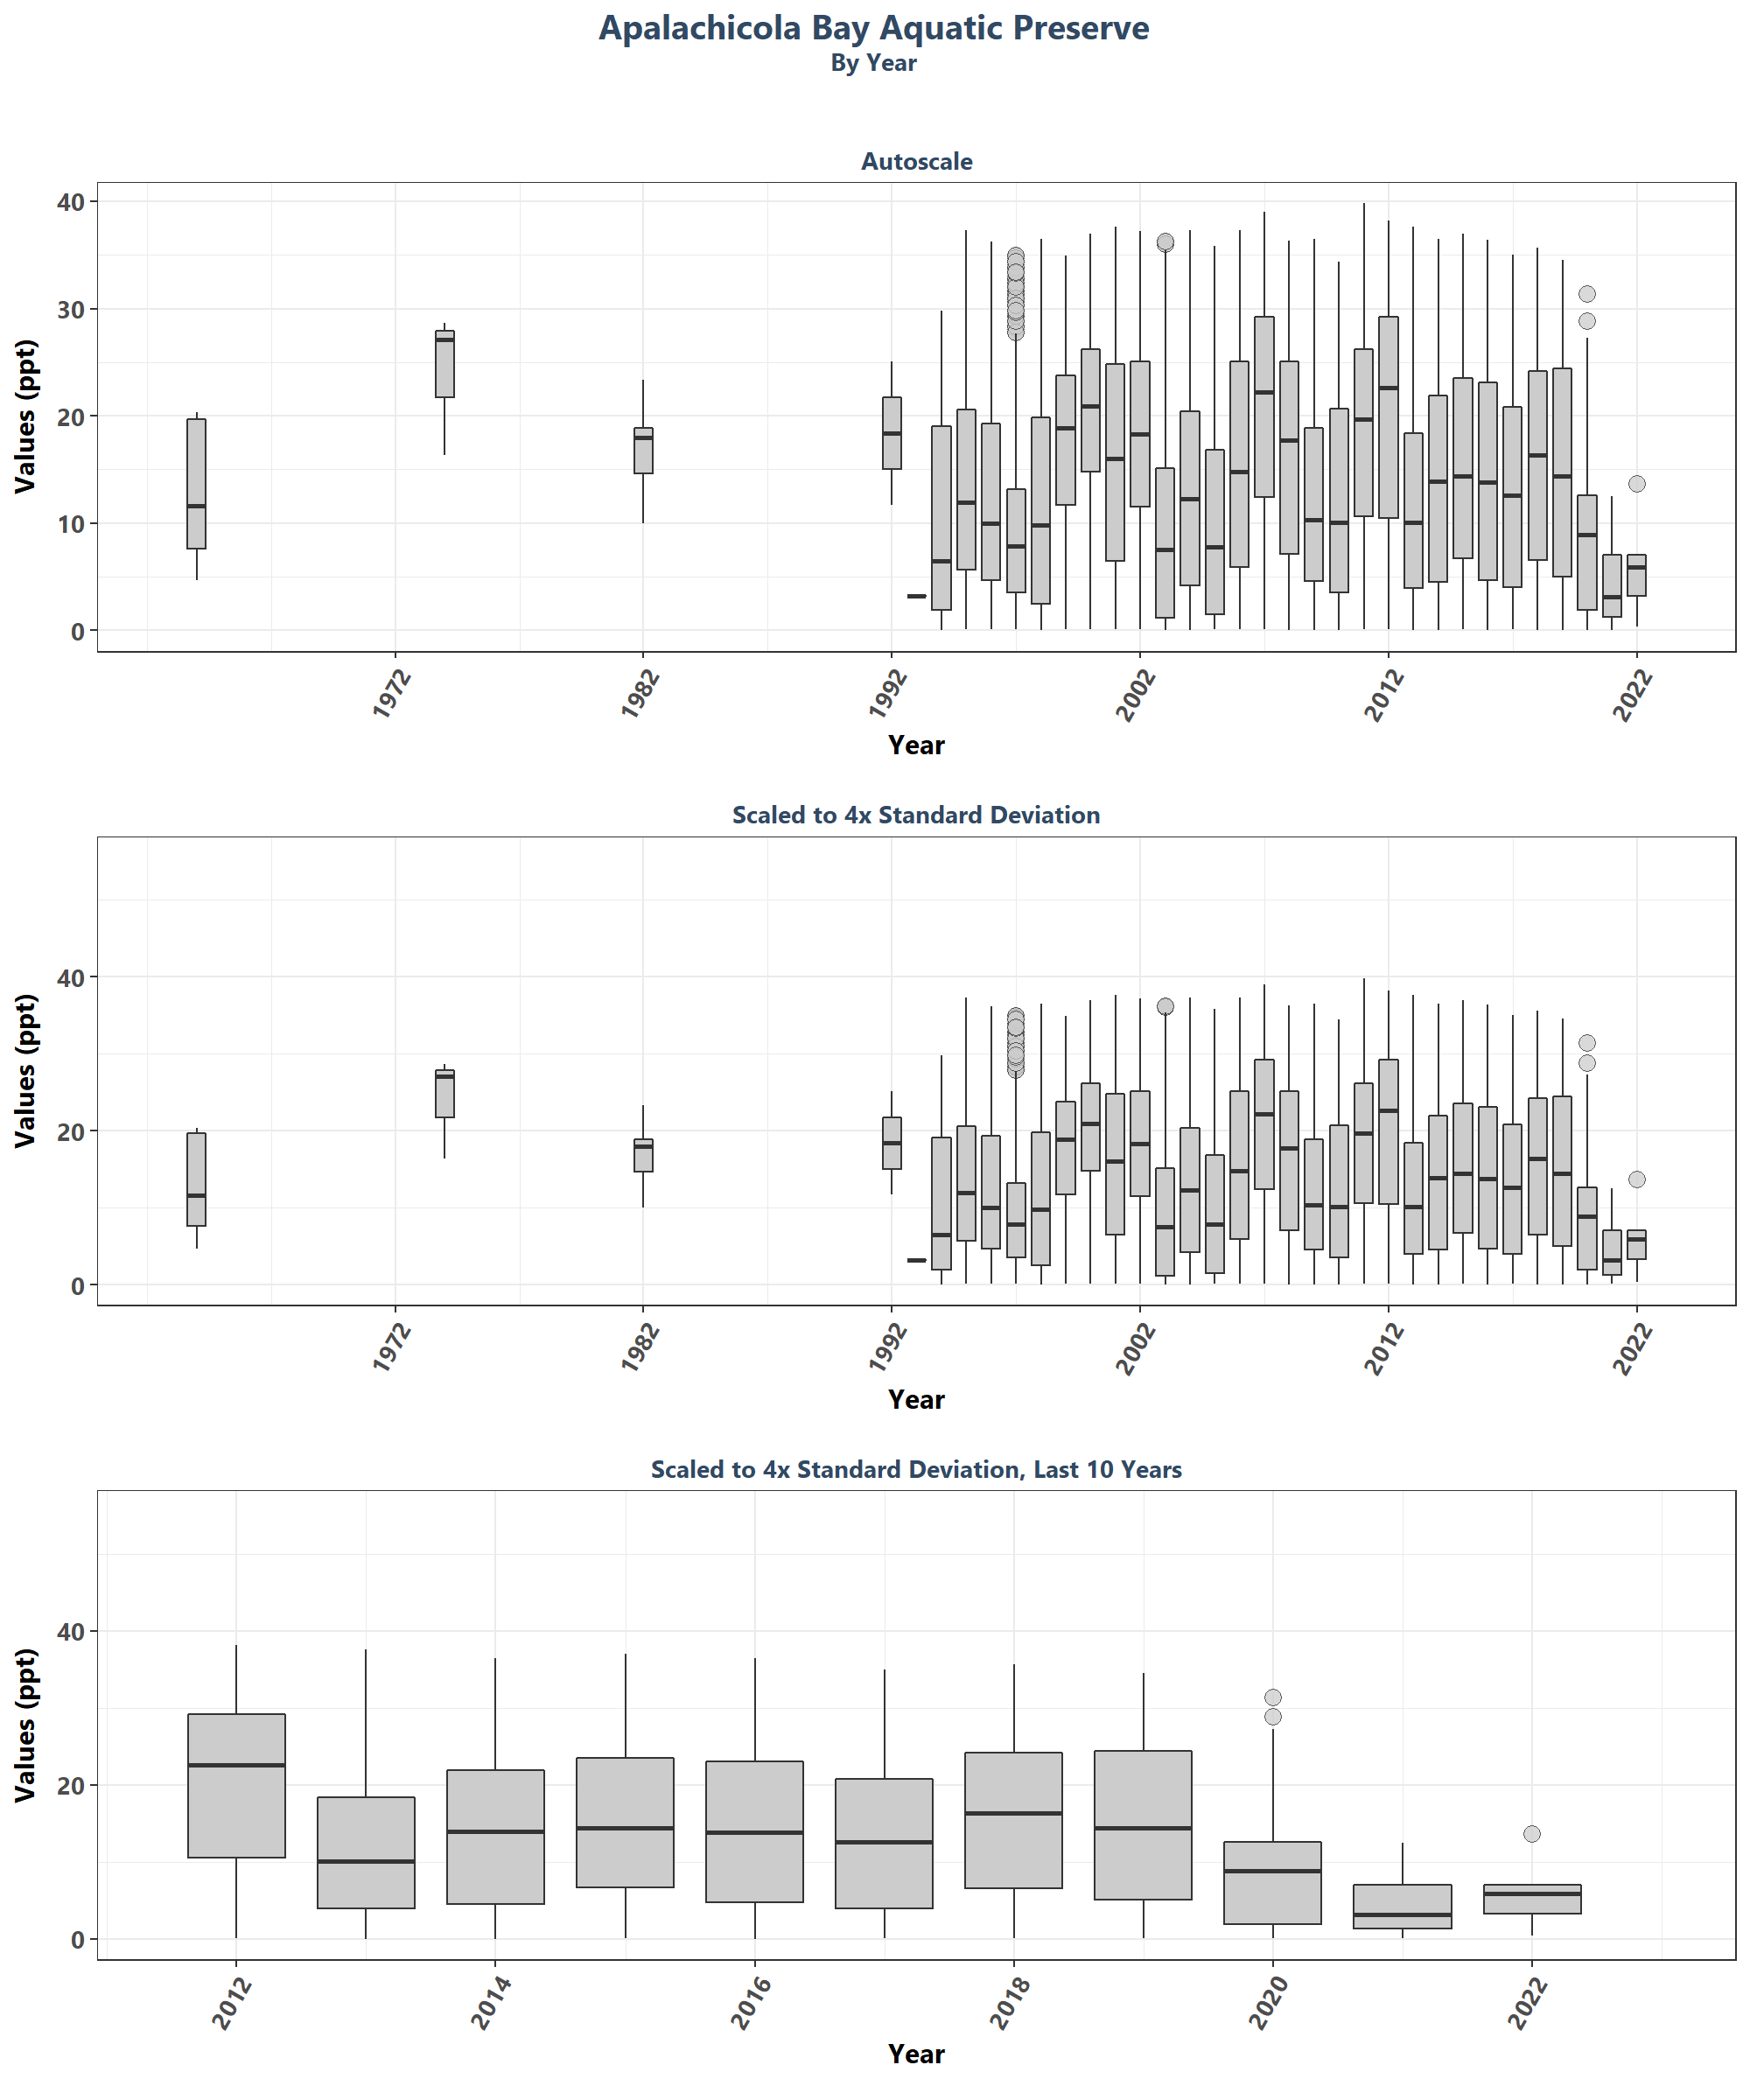 Apalachicola Bay Aquatic Preserve
By Year
Autoscale
Values (ppt)
40
30
20
10
0
1972
1982
1992
2002
2012
2022
Year
Scaled to 4x Standard Deviation
Values (ppt)
40
20
0
1972
1982
1992
2002
2012
2022
Year
Scaled to 4x Standard Deviation, Last 10 Years
Values (ppt)
40
20
0
2012
2014
2016
2018
2020
2022
Year